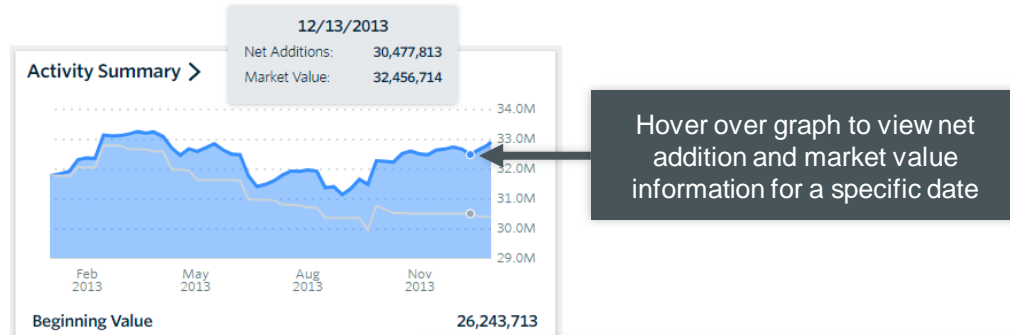 12/13/2013
Net Additions: 30,477,813
Market Value: 32,456,714
Activity Summary >
34.0M
33.0M
32.0M
31.0M
30.0M
29.0M
Feb 2013
May 2013
Aug 2013
Nov 2013
Beginning Value 26,243,713
Hover over graph to view net
addition and market value
information for a specific date